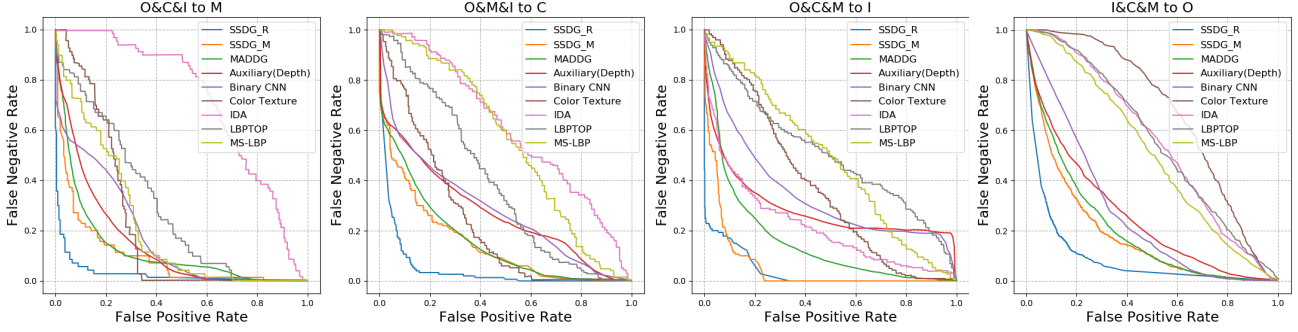 O&C&I to M
False Negative Rate
1.0
0.8
0.6
0.4
0.2
0.0
SSDG_R
SSDG_M
MADDG
Auxiliary(Depth)
Binary CNN
Color Texture
IDA
LBPTOP
MS-LBP
0.0 0.2 0.4 0.6 0.8 1.0
False Positive Rate
O&M&I to C
False Negative Rate
1.0
0.8
0.6
0.4
0.2
0.0
SSDG_R
SSDG_M
MADDG
Auxiliary(Depth)
Binary CNN
Color Texture
IDA
LBPTOP
MS-LBP
0.0 0.2 0.4 0.6 0.8 1.0
False Positive Rate
O&C&M to I
False Negative Rate
1.0
0.8
0.6
0.4
0.2
0.0
SSDG_R
SSDG_M
MADDG
Auxiliary(Depth)
Binary CNN
Color Texture
IDA
LBPTOP
MS-LBP
0.0 0.2 0.4 0.6 0.8 1.0
False Positive Rate
I&C&M to O
False Negative Rate
1.0
0.8
0.6
0.4
0.2
0.0
SSDG_R
SSDG_M
MADDG
Auxiliary(Depth)
Binary CNN
Color Texture
IDA
LBPTOP
MS-LBP
0.0 0.2 0.4 0.6 0.8 1.0
False Positive Rate